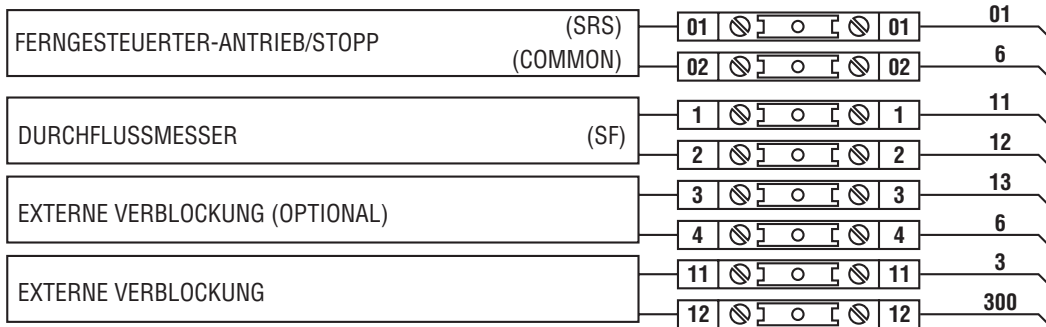 (SRS) 01 01 01
FERNGESTEUERTER-ANTRIEB/STOPP
(COMMON) 02 02 6
DURCHFLUSSMESSER (SF)
1 1 11
2 2 12
EXTERNE VERBLOCKUNG (OPTIONAL)
3 3 13
4 4 6
EXTERNE VERBLOCKUNG
11 11 3
12 12 300